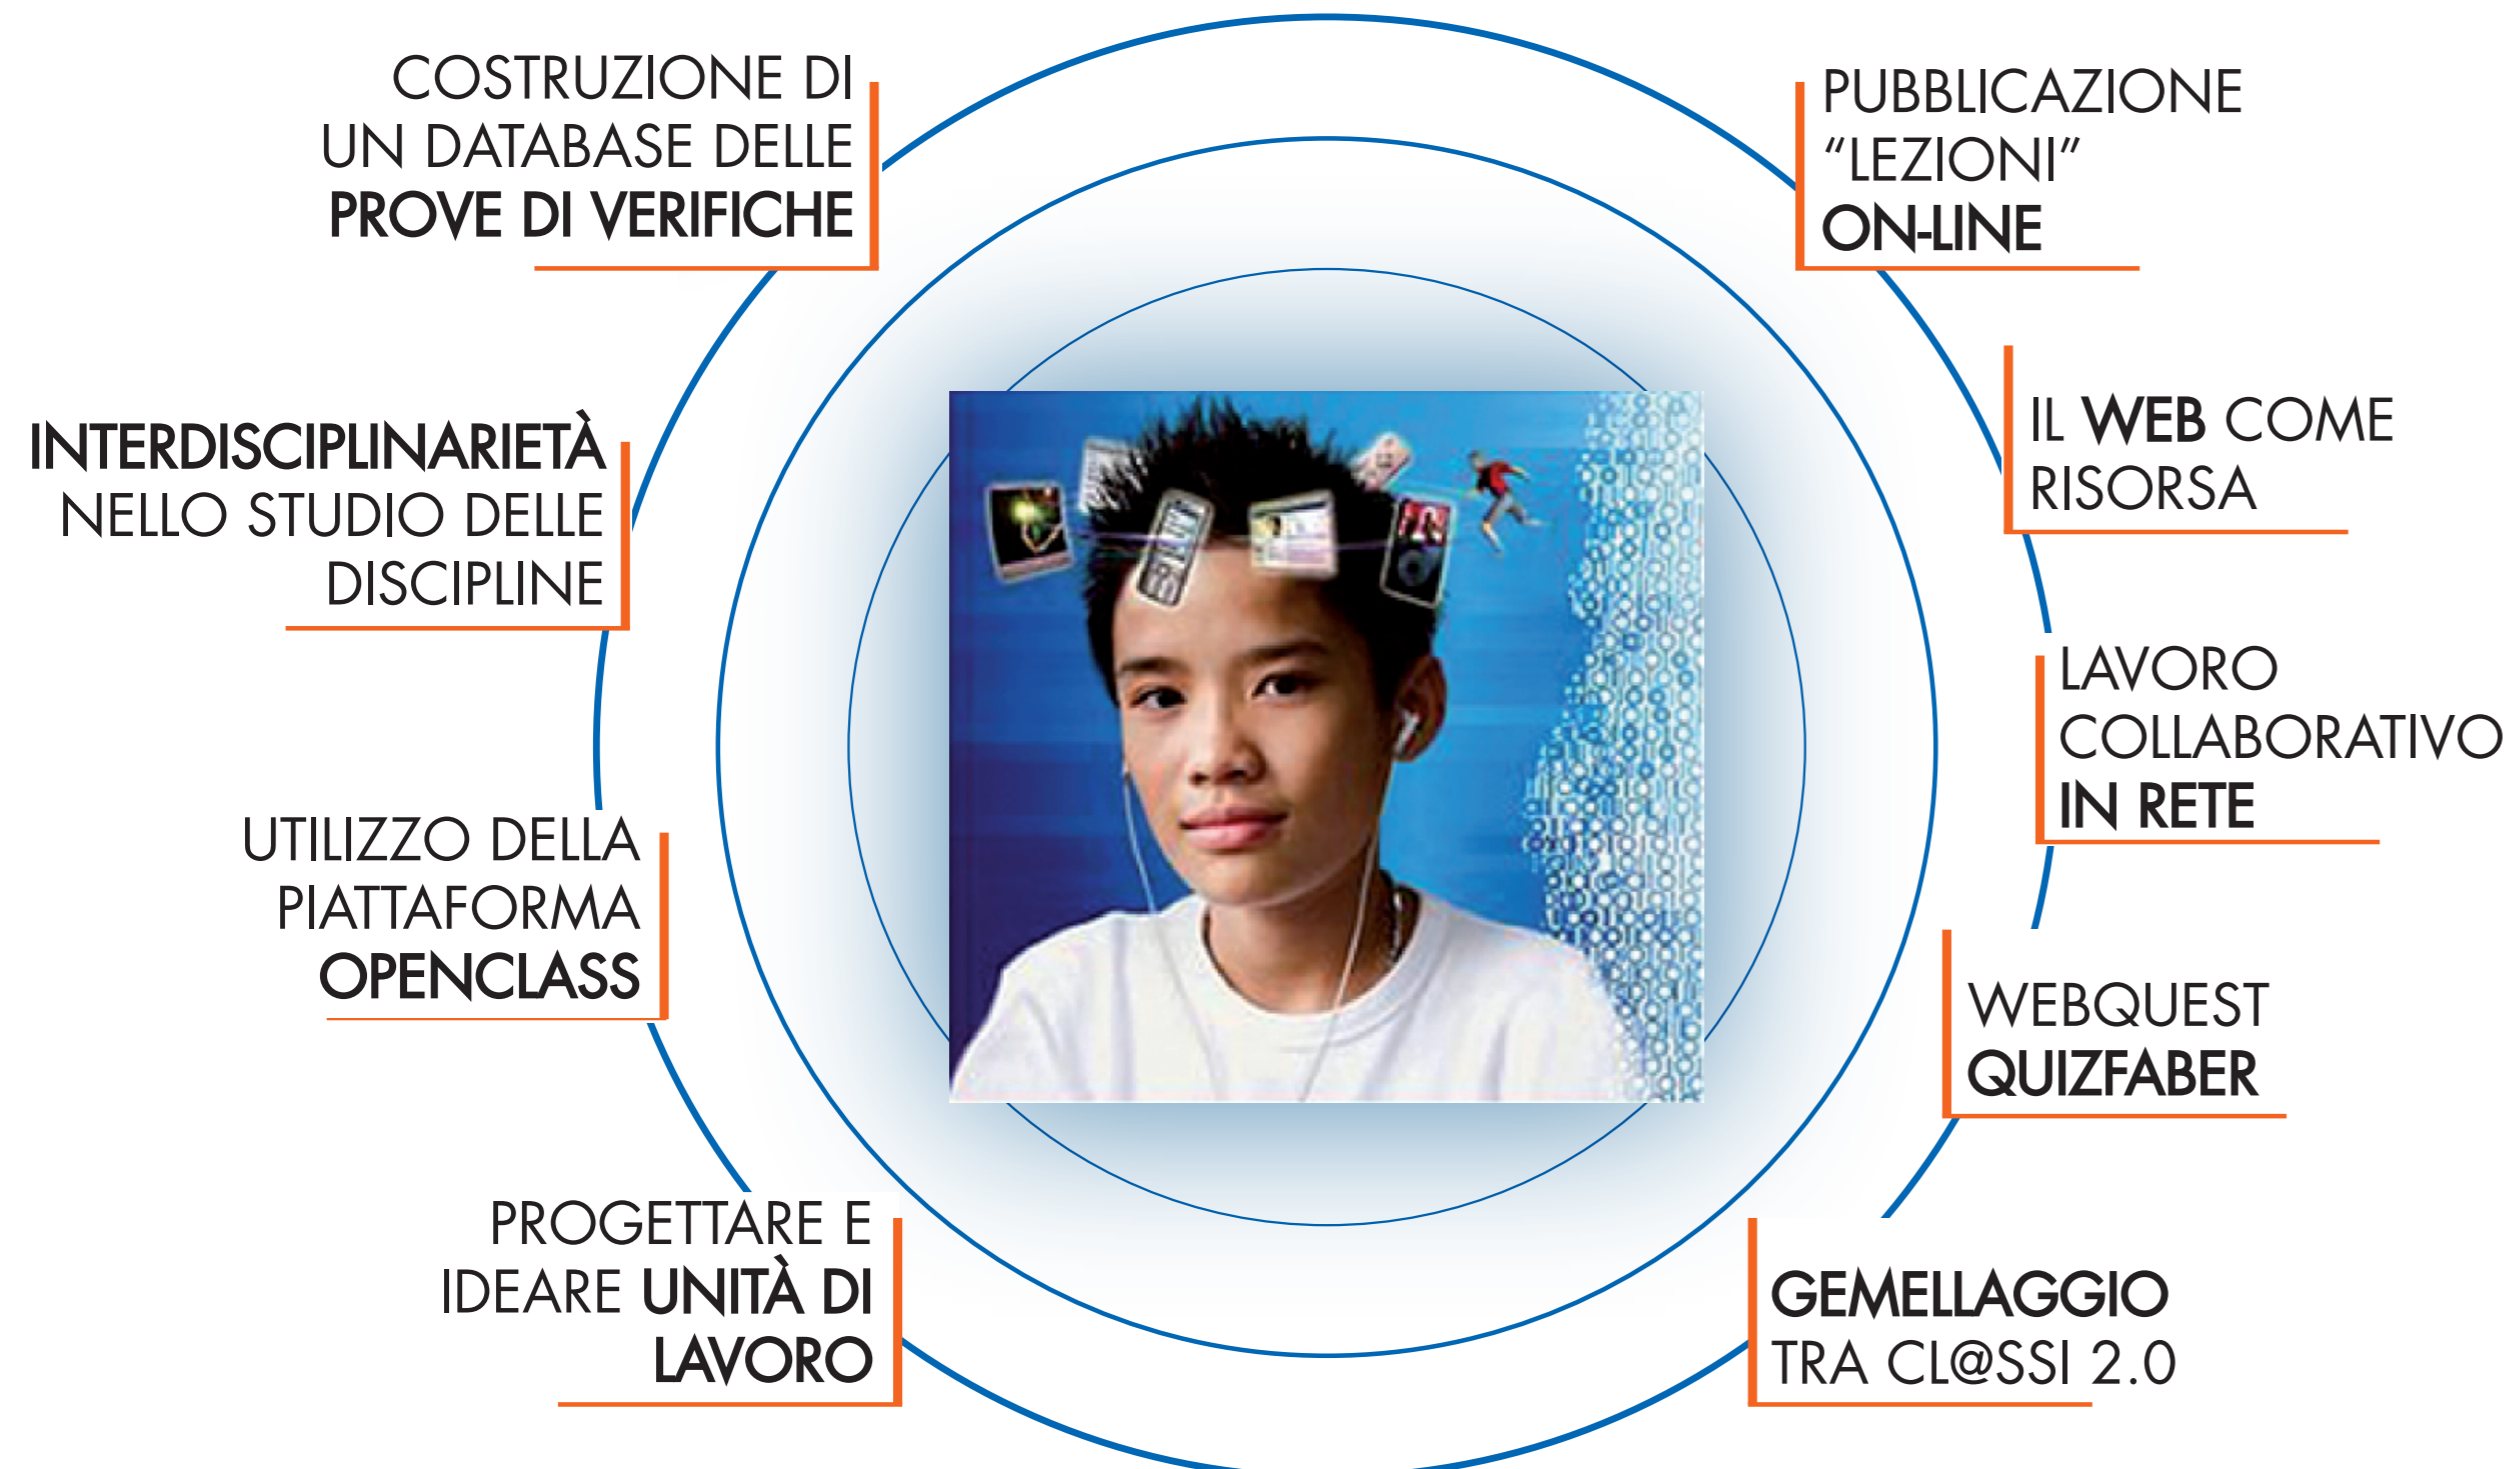 COSTRUZIONE DI
UN DATABASE DELLE
PROVE DI VERIFICHE
INTERDISCIPLINARIETÀ
NELLO STUDIO DELLE
DISCIPLINE
UTILIZZO DELLA
PIATTAFORMA
OPENCLASS
PROGETTARE E
IDEARE UNITÀ DI
LAVORO
PUBBLICAZIONE
“LEZIONI”
ON-LINE
IL WEB COME
RISORSA
LAVORO
COLLABORATIVO
IN RETE
WEBQUEST
QUIZFABER
GEMELLAGGIO
TRA CL@SSI 2.0